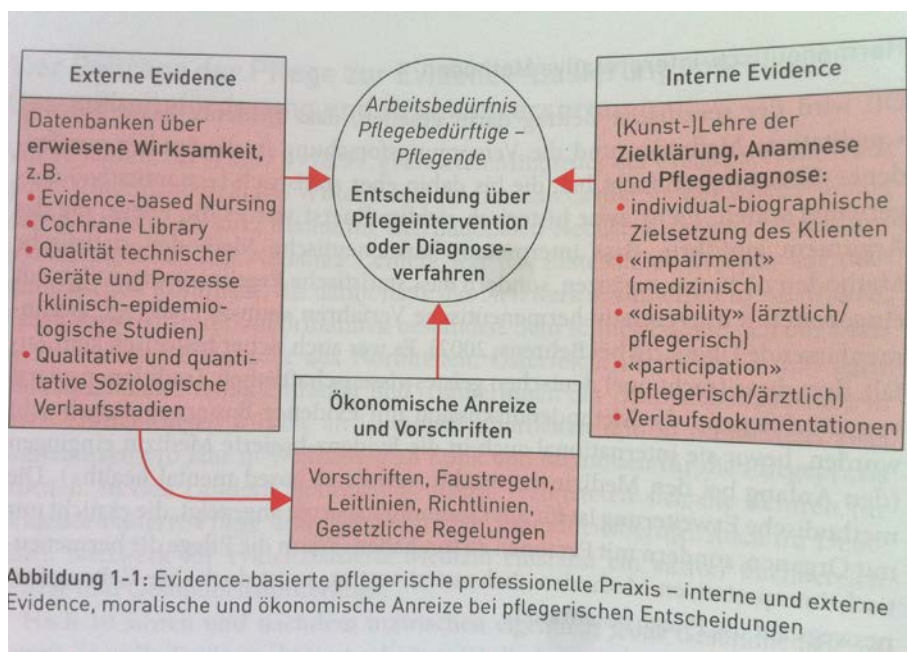 Externe Evidence
Datenbanken über
erwiesene Wirksamkeit,
z.B.
• Evidence-based Nursing
• Cochrane Library
• Qualität technischer
Geräte und Prozesse
(klinisch-epidemio-
logische Studien)
• Qualitative und quanti-
tative Soziologische
Verlaufsstadien
Arbeitsbedürfnis
Pflegebedürftige –
Pflegende
Entscheidung über
Pflegeintervention
oder Diagnose-
verfahren
Interne Evidence
(Kunst-)Lehre der
Zielklärung, Anamnese
und Pflegediagnose:
• individual-biographische
Zielsetzung des Klienten
• «impairment»
(medizinisch)
• «disability» (ärztlich/
pflegerisch)
• «participation»
(pflegerisch/ärztlich)
• Verlaufsdokumentationen
Ökonomische Anreize
und Vorschriften
Vorschriften, Faustregeln,
Leitlinien, Richtlinien,
Gesetzliche Regelungen
Abbildung 1-1: Evidence-basierte pflegerische professionelle Praxis – interne und externe
Evidence, moralische und ökonomische Anreize bei pflegerischen Entscheidungen